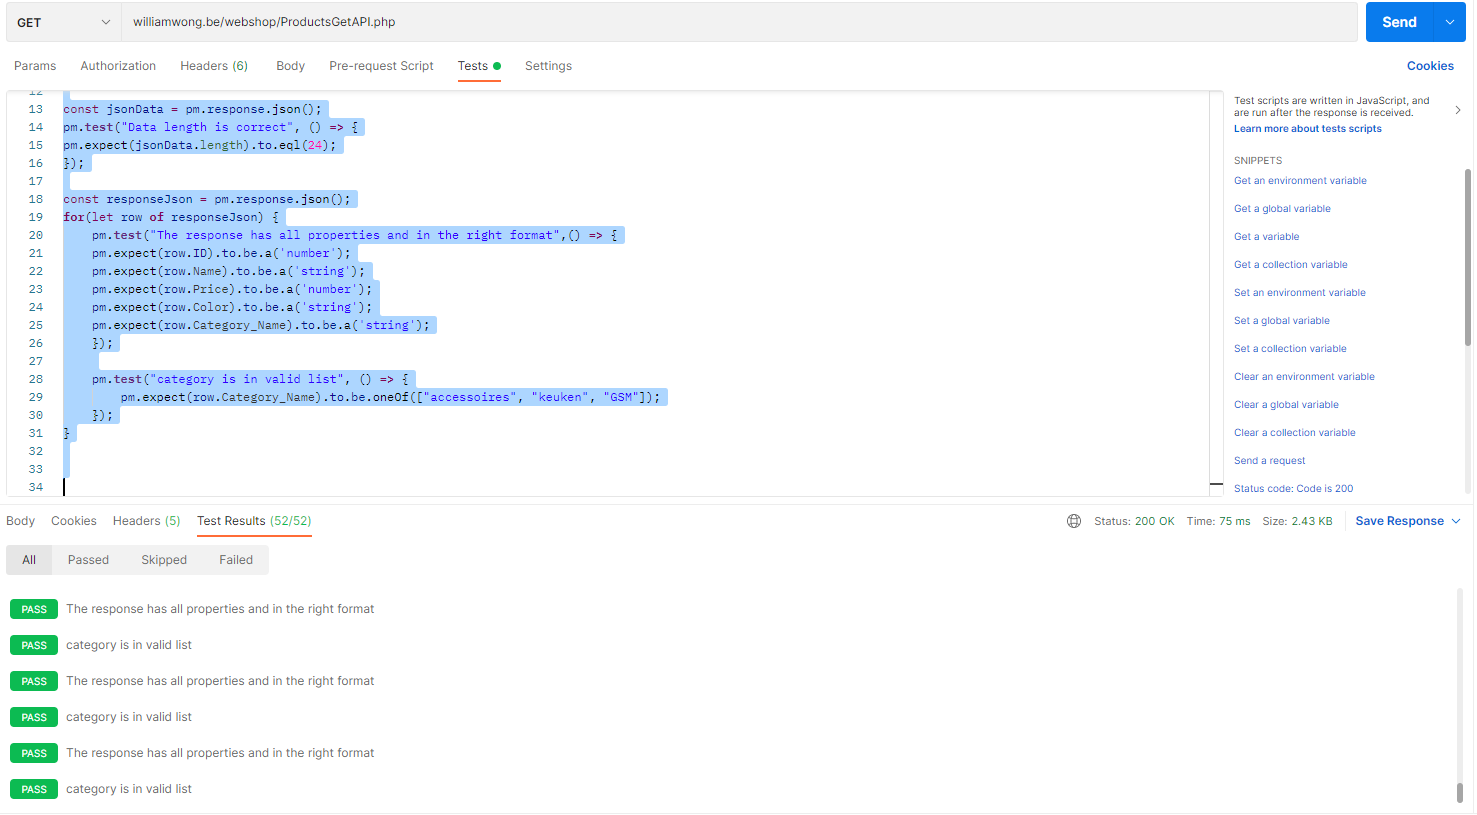 GET
williamwong.be/webshop/ProductsGetAPI.php
Send
Params
Authorization
Headers (6)
Body
Pre-request Script
Tests
Settings
Cookies
12
13 const jsonData = pm.response.json();
14 pm.test("Data length is correct", () => {
15 pm.expect(jsonData.length).to.eql(24);
16 });
17
18 const responseJson = pm.response.json();
19 for(let row of responseJson) {
20 pm.test("The response has all properties and in the right format",() => {
21 pm.expect(row.ID).to.be.a('number');
22 pm.expect(row.Name).to.be.a('string');
23 pm.expect(row.Price).to.be.a('number');
24 pm.expect(row.Color).to.be.a('string');
25 pm.expect(row.Category_Name).to.be.a('string');
26 });
27
28 pm.test("category is in valid list", () => {
29 pm.expect(row.Category_Name).to.be.oneOf(["accessoires", "keuken", "GSM"]);
30 });
31 }
32
33
34
Test scripts are written in JavaScript, and
are run after the response is received.
Learn more about tests scripts
SNIPPETS
Get an environment variable
Get a global variable
Get a variable
Get a collection variable
Set an environment variable
Set a global variable
Set a collection variable
Clear an environment variable
Clear a global variable
Clear a collection variable
Send a request
Status code: Code is 200
Body
Cookies
Headers (5)
Test Results (52/52)
Status: 200 OK
Time: 75 ms
Size: 2.43 KB
Save Response
All
Passed
Skipped
Failed
PASS The response has all properties and in the right format
PASS category is in valid list
PASS The response has all properties and in the right format
PASS category is in valid list
PASS The response has all properties and in the right format
PASS category is in valid list